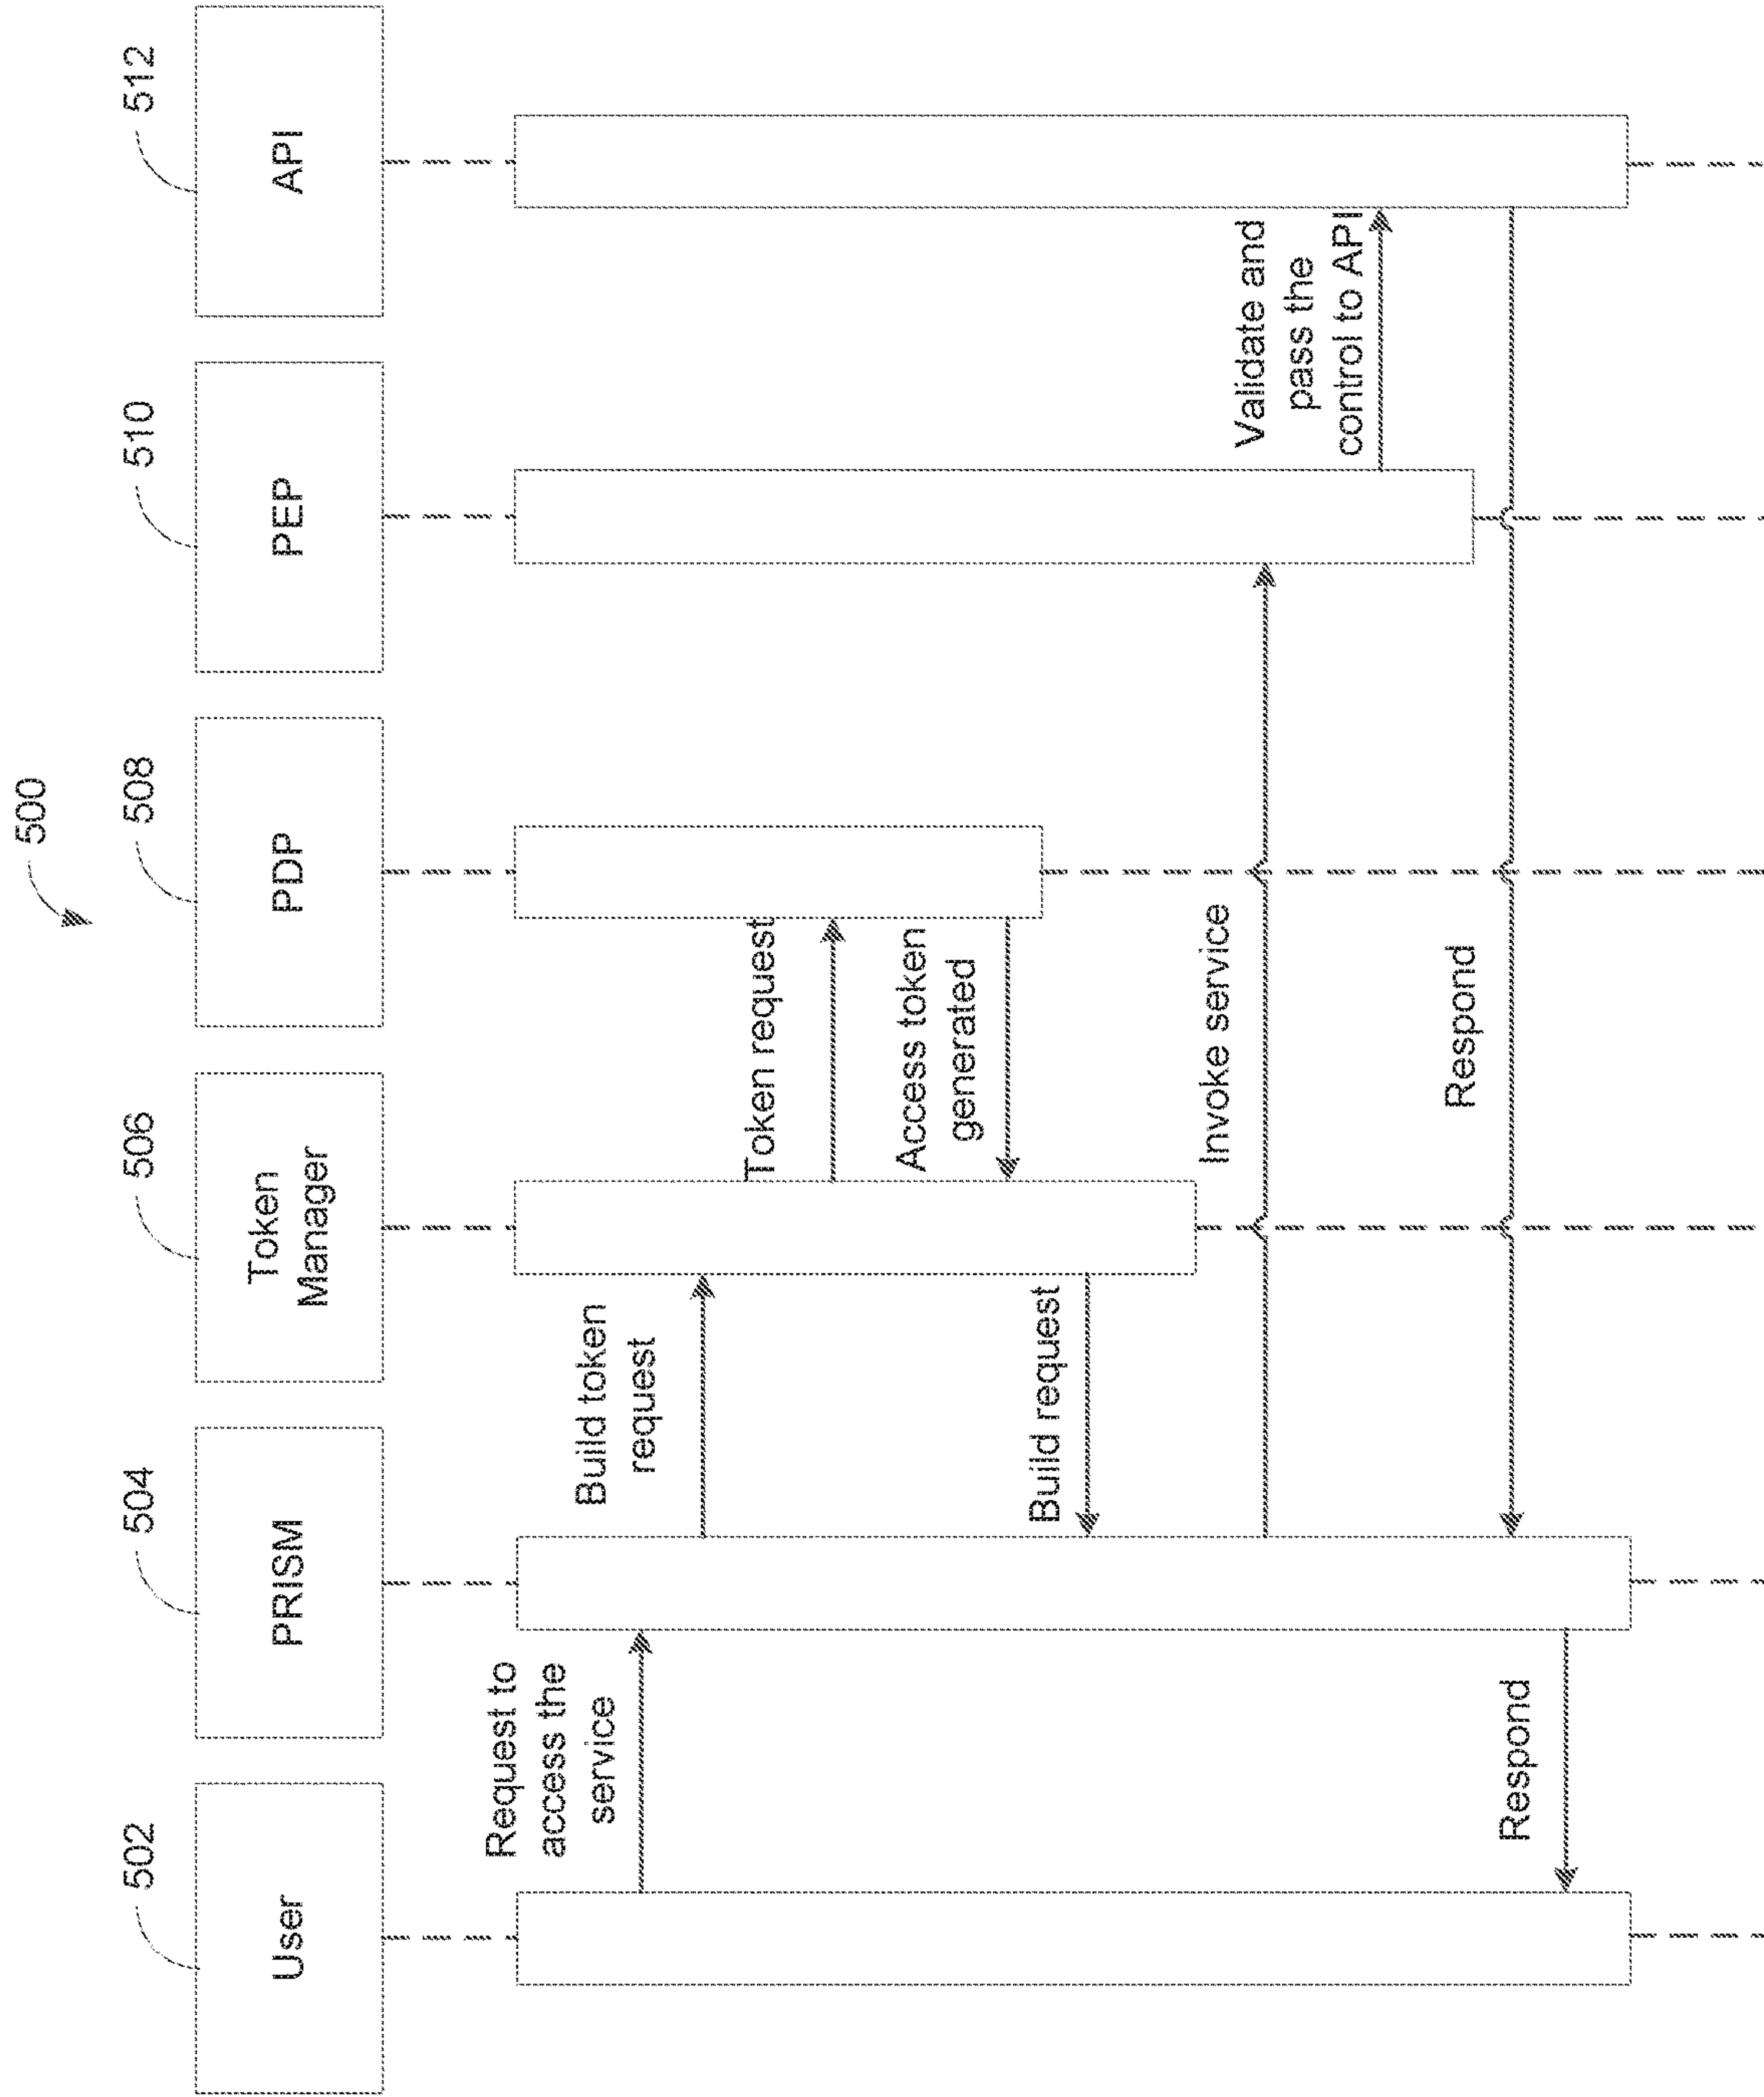 500
502
504
506
508
510
512
User
PRISM
Token
Manager
PDP
PEP
API
Request to
access the
service
Build token
request
Token request
Access token
generated
Build request
Invoke service
Validate and
pass the
control to API
Respond
Respond